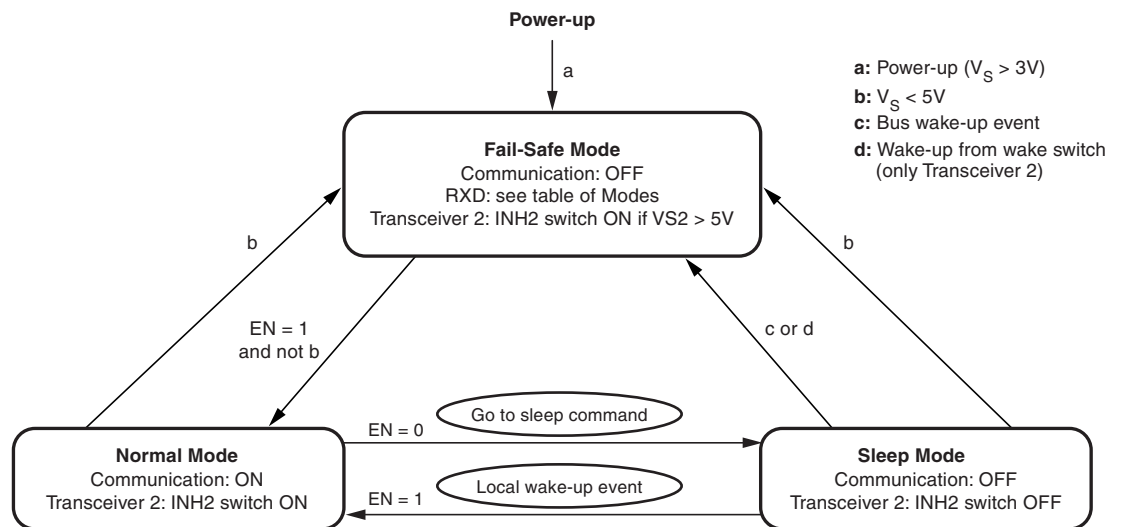 Power-up
a
a: Power-up (VS > 3V)
b: VS < 5V
c: Bus wake-up event
d: Wake-up from wake switch
(only Transceiver 2)
Fail-Safe Mode
Communication: OFF
RXD: see table of Modes
Transceiver 2: INH2 switch ON if VS2 > 5V
b
b
EN = 1
and not b
c or d
Go to sleep command
EN = 0
Normal Mode
Communication: ON
Transceiver 2: INH2 switch ON
Local wake-up event
EN = 1
Sleep Mode
Communication: OFF
Transceiver 2: INH2 switch OFF